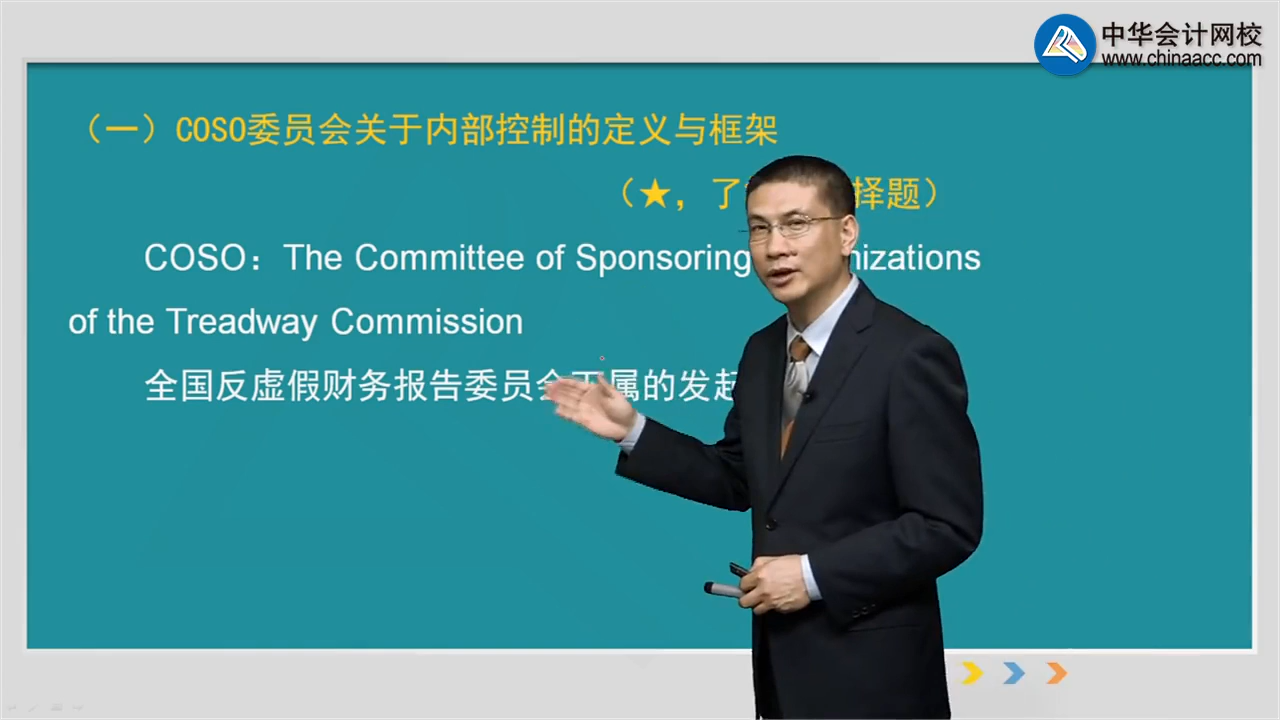 中华会计网校
www.chinaacc.com
（一）COSO委员会关于内部控制的定义与框架
（★，了 择题）
COSO：The Committee of Sponsoring nizations
of the Treadway Commission
全国反虚假财务报告委员会下属的发起